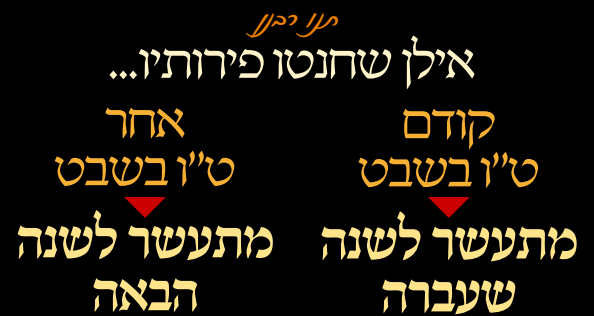 תנו רבנן
אילן שחנטו פירותיו...
קודם
ט"ו בשבט
מתעשר לשנה
שעברה
אחר
ט"ו בשבט
מתעשר לשנה
הבאה